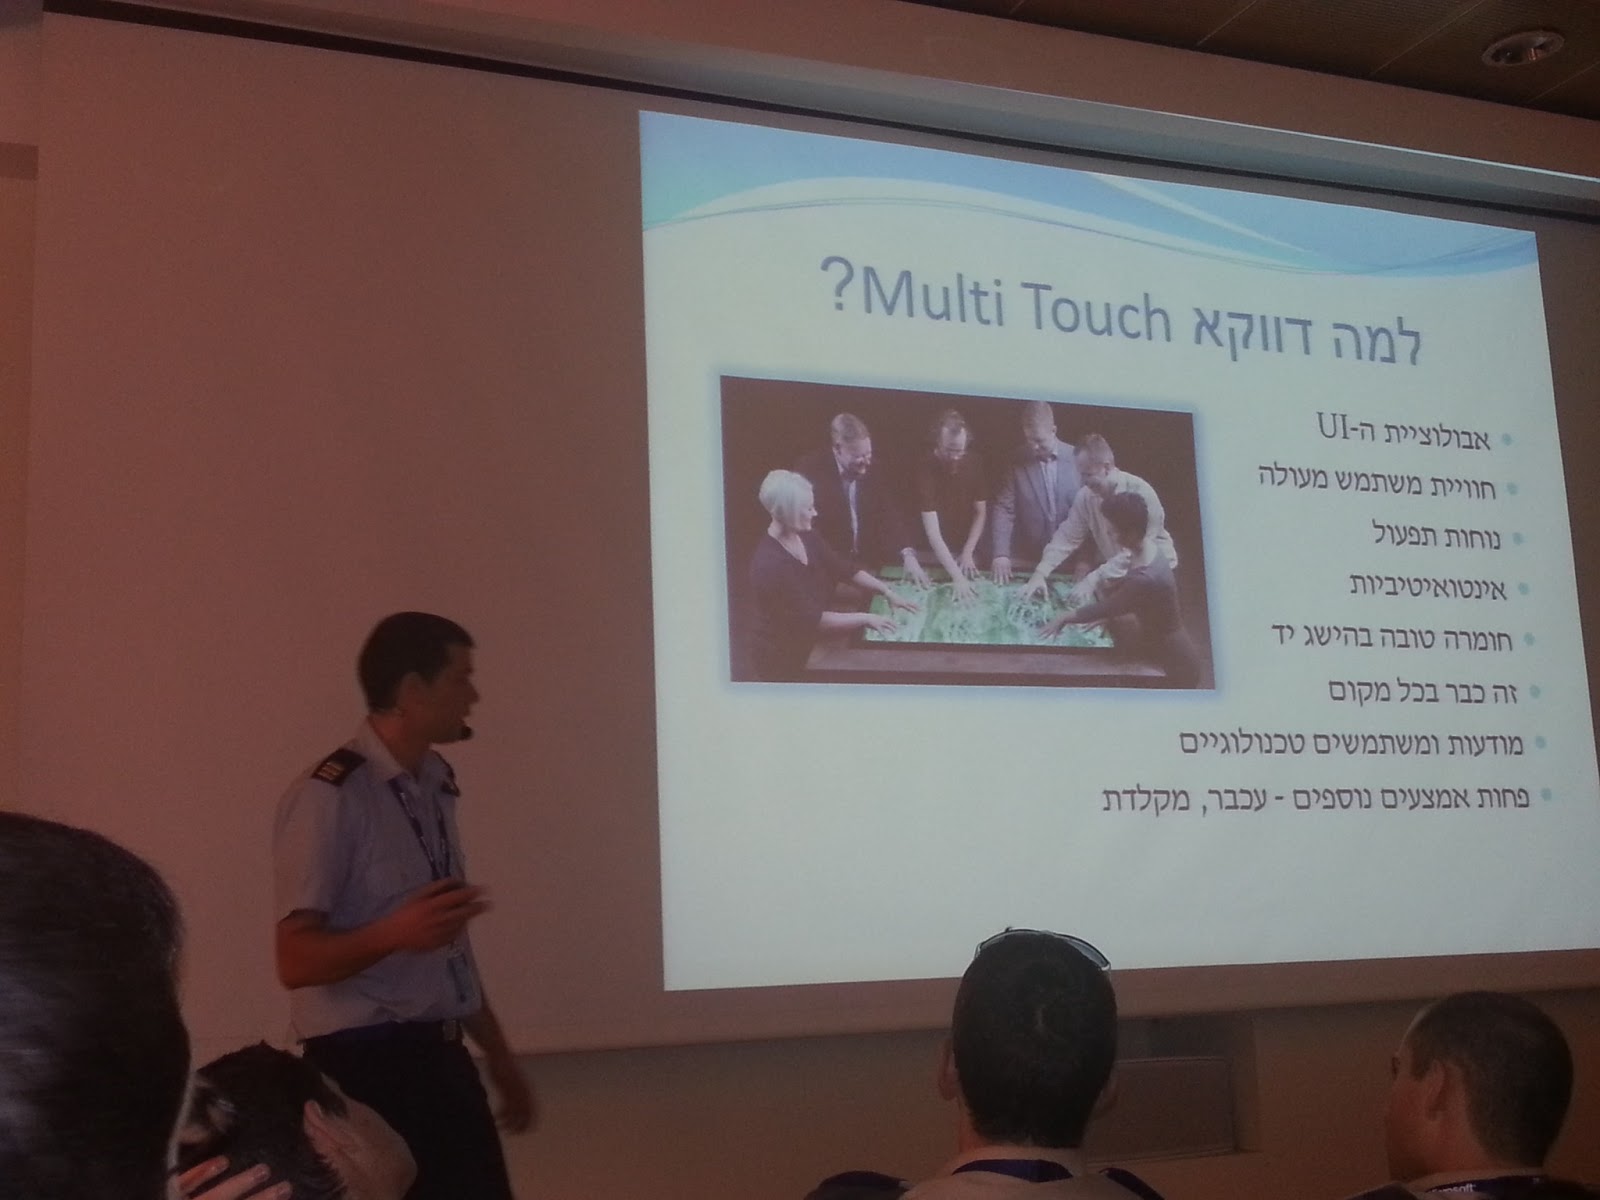 למה דווקא Multi Touch?
אבולוציית ה-UI
חוויית משתמש מעולה
נוחות תפעול
אינטואיטיביות
חומרה טובה בהישג יד
זה כבר בכל מקום
מודעות ומשתמשים טכנולוגיים
פחות אמצעים נוספים - עכבר, מקלדת
Microsoft